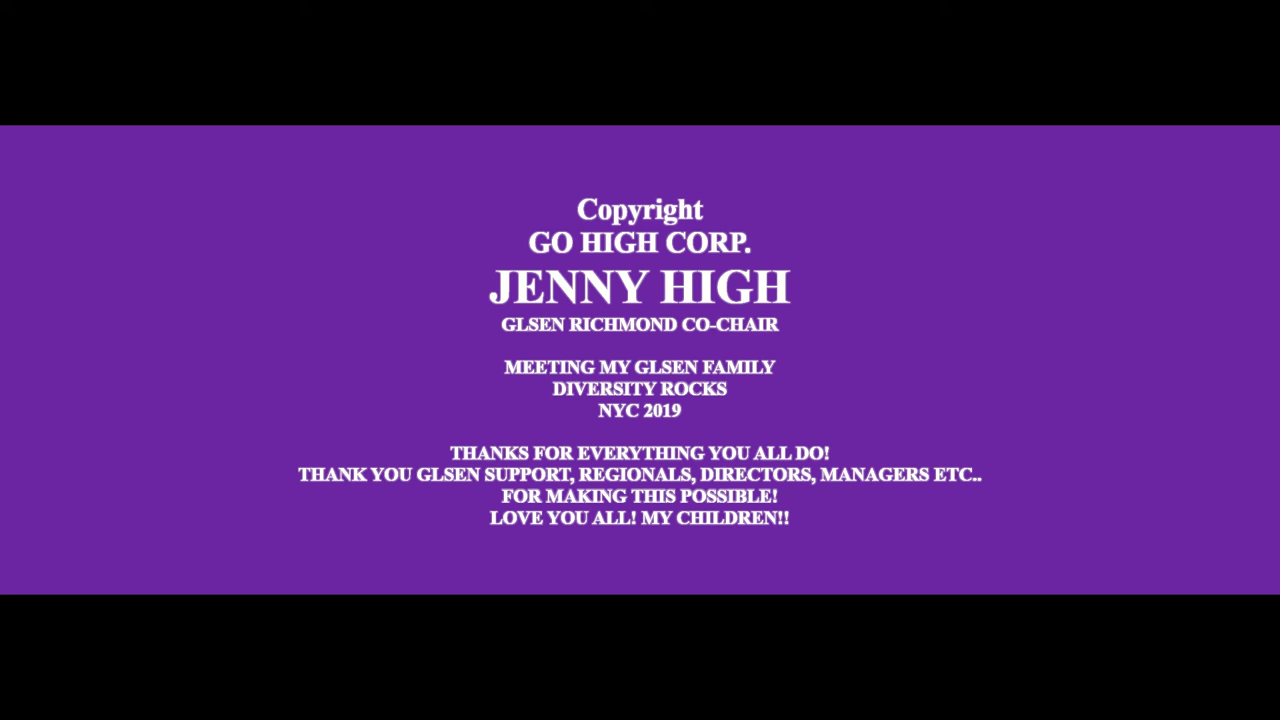 Copyright
GO HIGH CORP.
JENNY HIGH
GLSEN RICHMOND CO-CHAIR
MEETING MY GLSEN FAMILY
DIVERSITY ROCKS
NYC 2019
THANKS FOR EVERYTHING YOU ALL DO!
THANK YOU GLSEN SUPPORT, REGIONALS, DIRECTORS, MANAGERS ETC..
FOR MAKING THIS POSSIBLE!
LOVE YOU ALL! MY CHILDREN!!